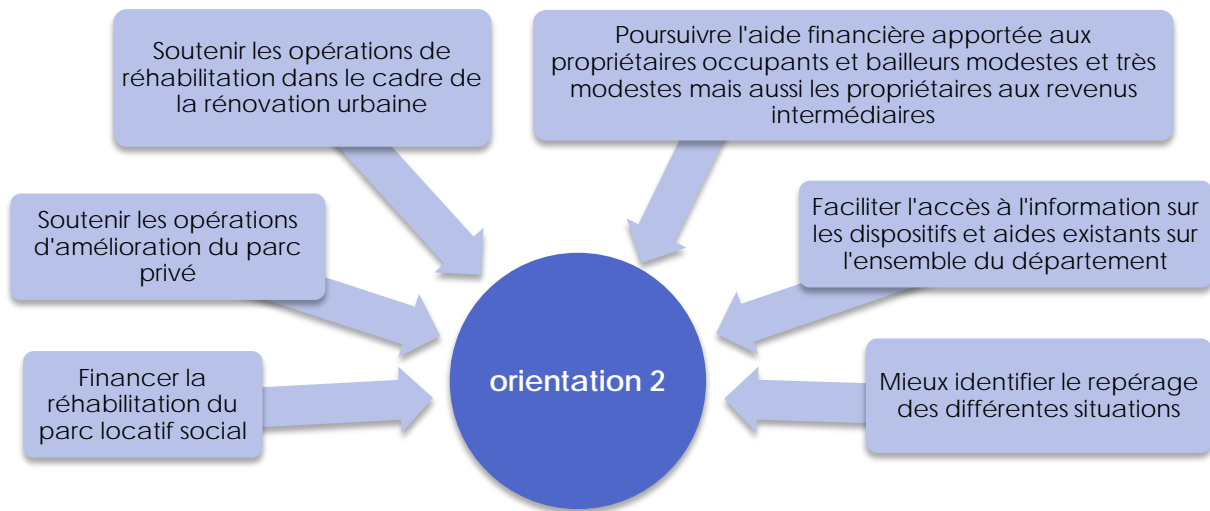 Soutenir les opérations de
réhabilitation dans le cadre de
la rénovation urbaine
Poursuivre l'aide financière apportée aux
propriétaires occupants et bailleurs modestes et très
modestes mais aussi les propriétaires aux revenus
intermédiaires
Soutenir les opérations
d'amélioration du parc
privé
Faciliter l'accès à l'information sur
les dispositifs et aides existants sur
l'ensemble du département
Financer la
réhabilitation du
parc locatif social
orientation 2
Mieux identifier le repérage
des différentes situations